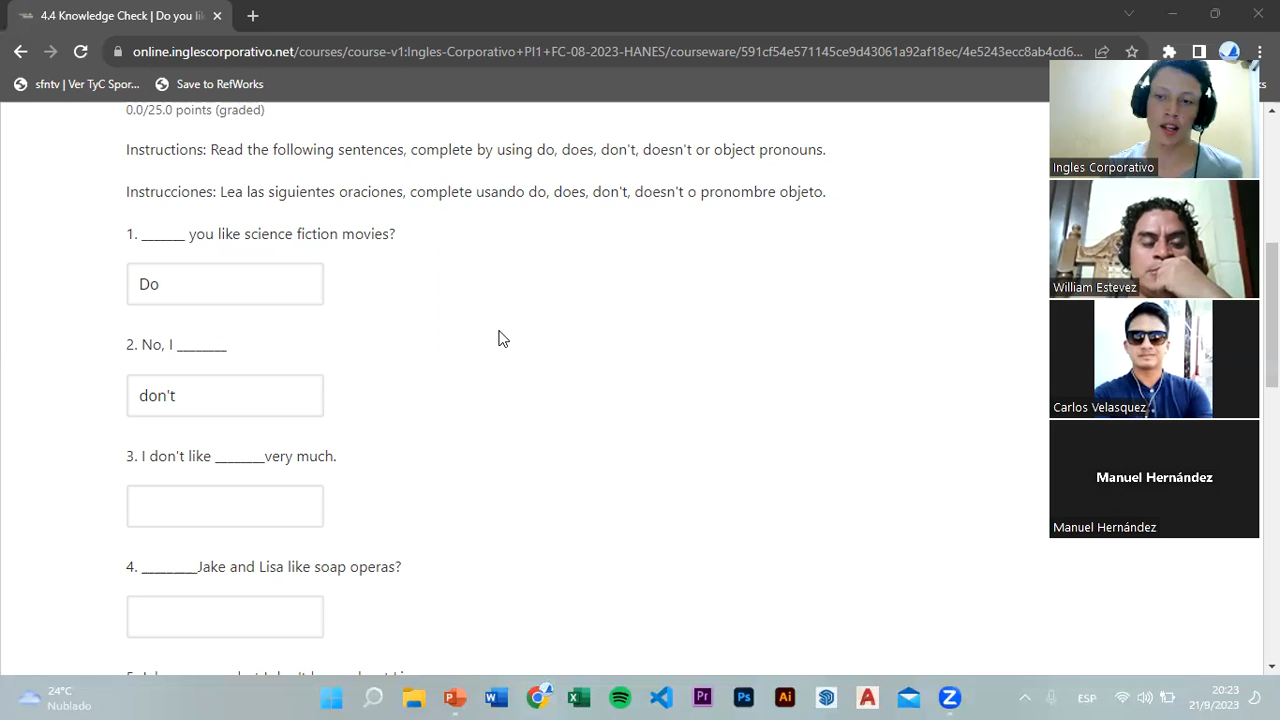 4.4 Knowledge Check | Do you li
online.inglescorporativo.net/courses/course-v1:Ingles-Corporativo+PI1+FC-08-2023-HANES/courseware/591cf54e571145ce9d43061a92af18ec/4e5243ecc8ab4cd6...
sfntv | Ver TyC Spor...
Save to RefWorks
0.0/25.0 points (graded)
Instructions: Read the following sentences, complete by using do, does, don't, doesn't or object pronouns.
Instrucciones: Lea las siguientes oraciones, complete usando do, does, don't, doesn't o pronombre objeto.
1. _______ you like science fiction movies?
Do
2. No, I ________
don't
3. I don't like ________very much.
4. _________Jake and Lisa like soap operas?
Ingles Corporativo
William Estevez
Carlos Velasquez
Manuel Hernández
Manuel Hernández
24°C
Nublado
ESP
20:23
21/9/2023